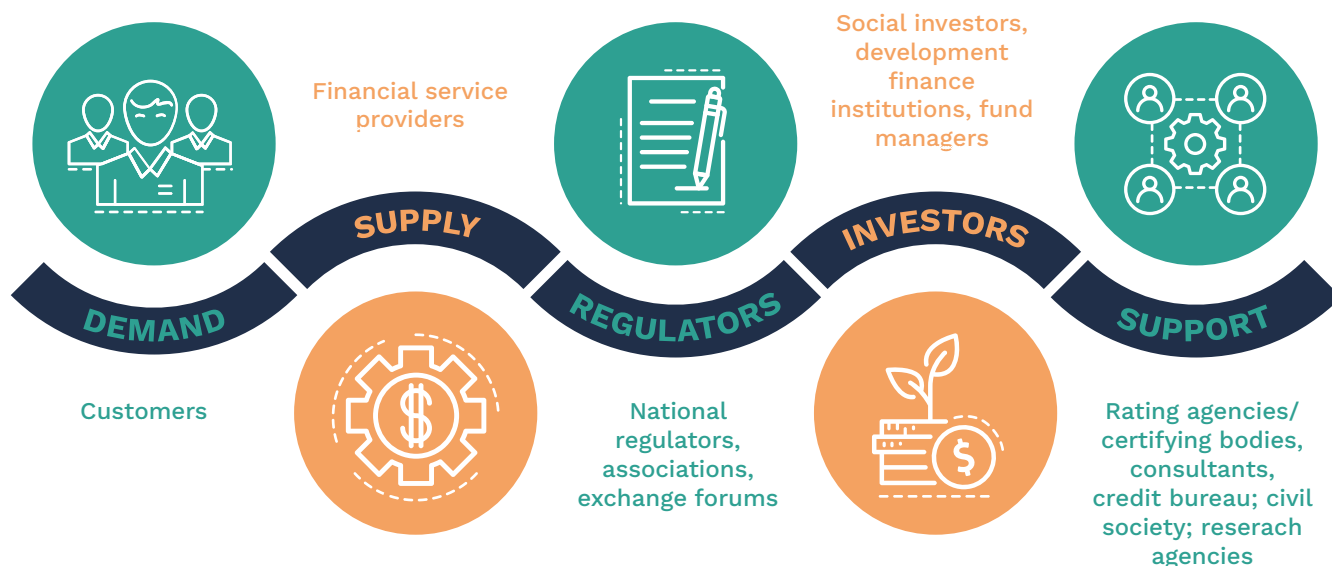 DEMAND
Customers
Financial service
providers
SUPPLY
$
REGULATORS
National
regulators,
associations,
exchange forums
Social investors,
development
finance
institutions, fund
managers
INVESTORS
$
SUPPORT
Rating agencies/
certifying bodies,
consultants,
credit bureau; civil
society; reserach
agencies